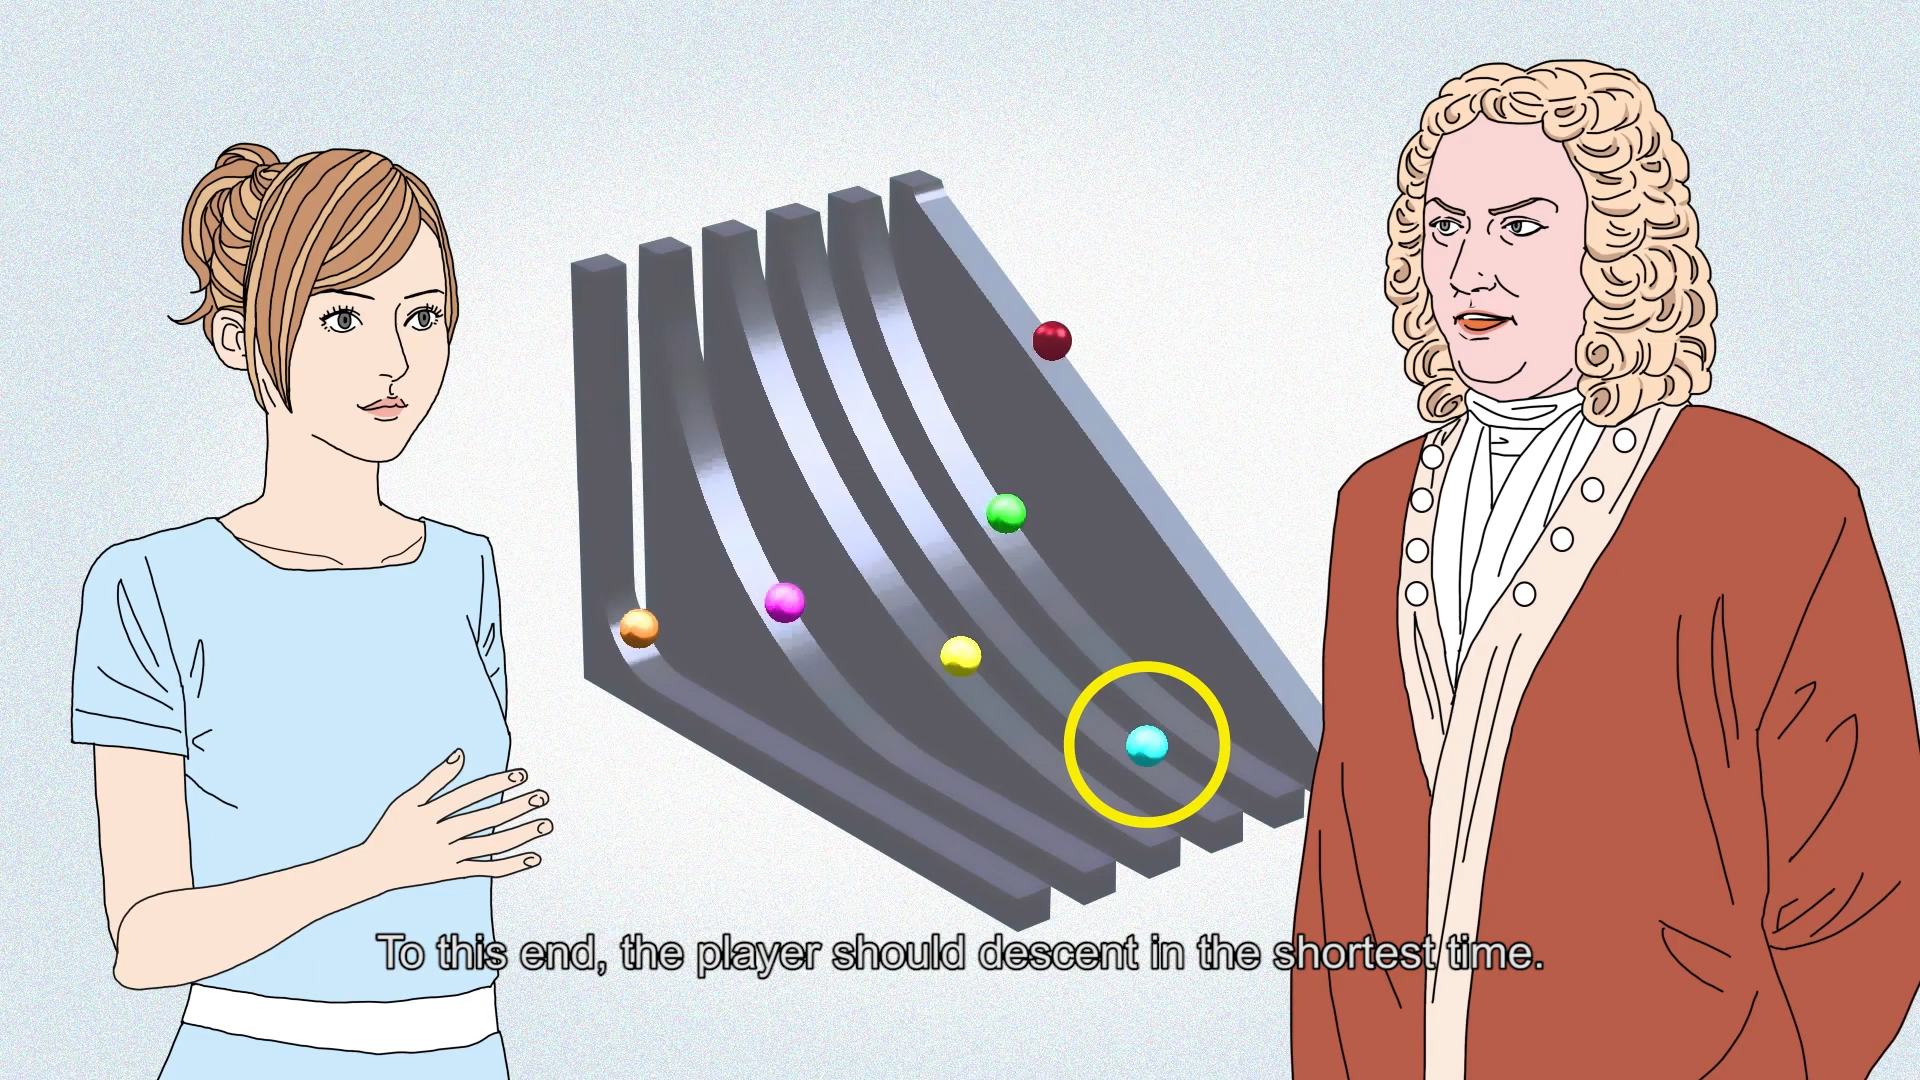 To this end, the player should descent in the shortest time.